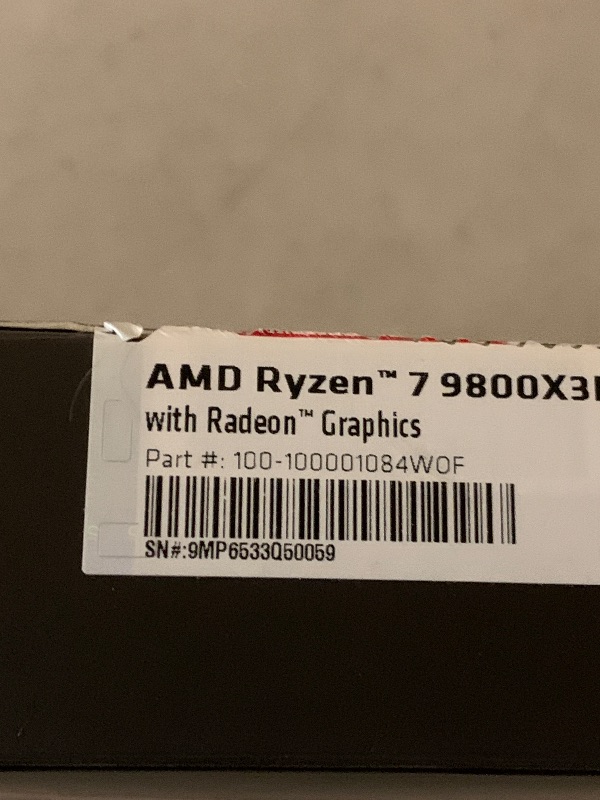 AMD Ryzen™ 7 9800X3
with Radeon™ Graphics
Part #: 100-100001084WOF
SN#:9MP6533Q50059